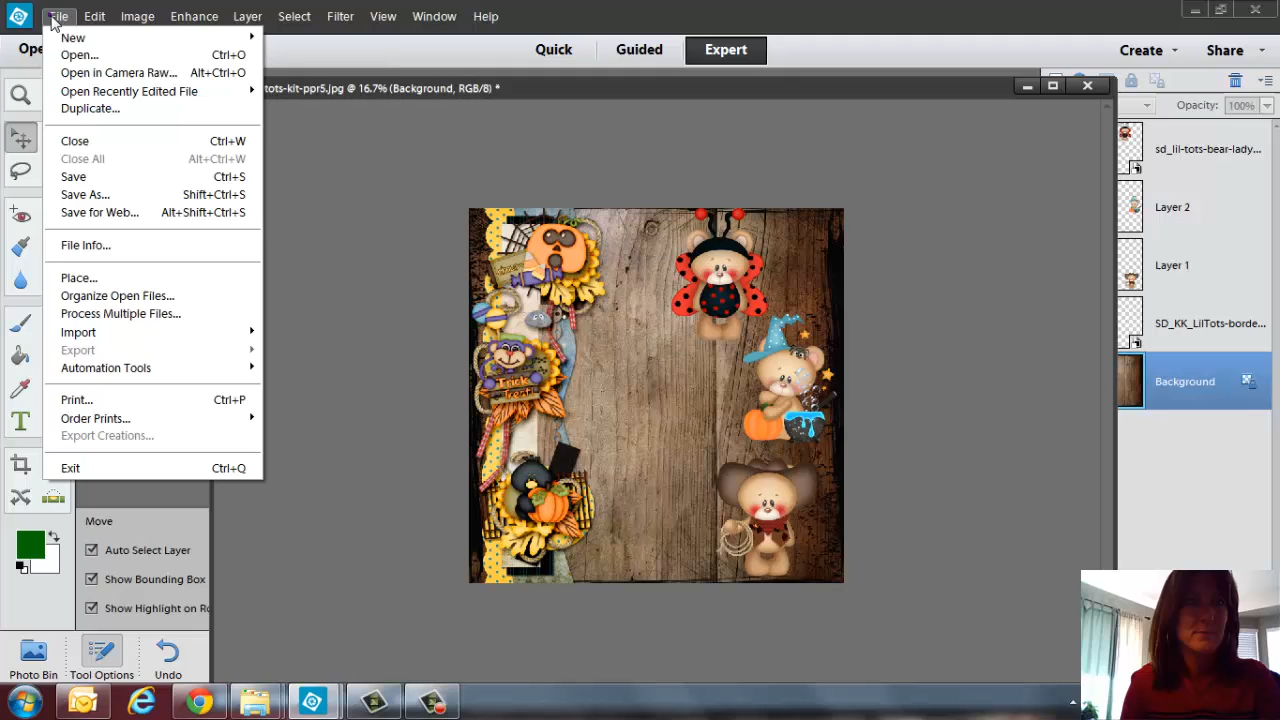 File Edit Image Enhance Layer Select Filter View Window Help
Quick Guided Expert Create Share
New
Open... Ctrl+O
Open in Camera Raw... Alt+Ctrl+O
Open Recently Edited File
Duplicate...
Close Ctrl+W
Close All Alt+Ctrl+W
Save Ctrl+S
Save As... Shift+Ctrl+S
Save for Web... Alt+Shift+Ctrl+S
File Info...
Place...
Organize Open Files...
Process Multiple Files...
Import
Export
Automation Tools
Print... Ctrl+P
Order Prints...
Export Creations...
Exit Ctrl+Q
tots-kit-ppr5.jpg @ 16.7% (Background, RGB/8) *
Trick
Treat
Opacity: 100%
sd_lil-tots-bear-lady...
Layer 2
Layer 1
SD_KK_LilTots-borde...
Background
Move
Auto Select Layer
Show Bounding Box
Show Highlight on Ro
Photo Bin Tool Options Undo